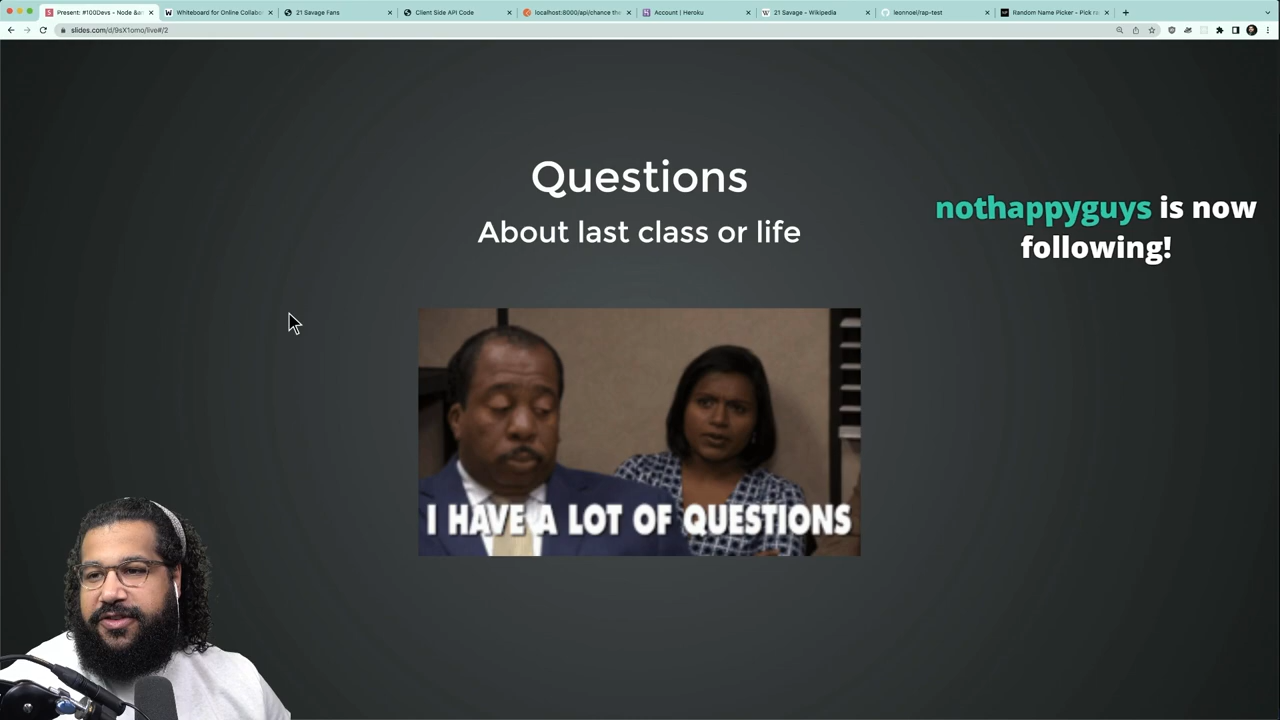 Present: #100Devs - Node &a
Whiteboard for Online Collabo
21 Savage Fans
Client Side API Code
localhost:8000/api/chance the
Account | Heroku
21 Savage - Wikipedia
leonnoel/rap-test
Random Name Picker - Pick ra
slides.com/d/9sX1omo/live#/2
Questions
About last class or life
nothappyguys is now
following!
I HAVE A LOT OF QUESTIONS